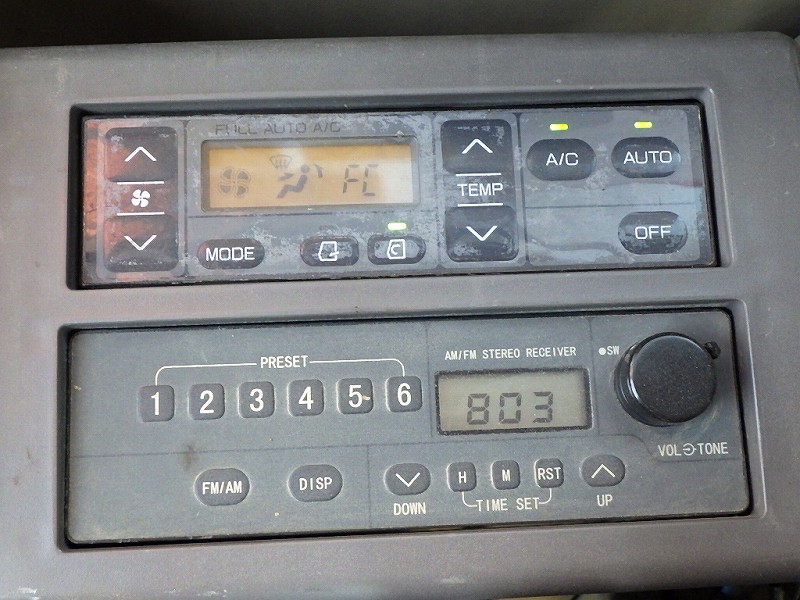 FULL AUTO A/C
FC
TEMP
A/C
AUTO
MODE
OFF
PRESET
1 2 3 4 5 6
AM/FM STEREO RECEIVER
803
SW
VOL TONE
FM/AM
DISP
DOWN
H
M
RST
TIME SET
UP